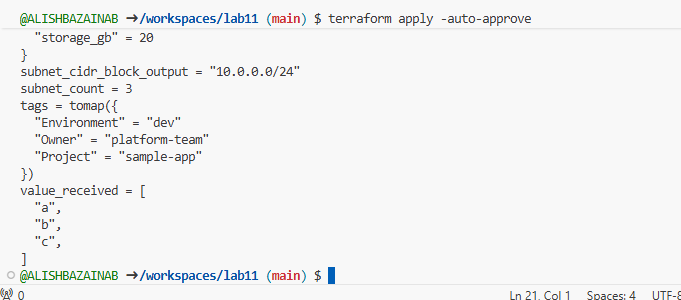 @ALISHBAZAINAB ➜/workspaces/lab11 (main) $ terraform apply -auto-approve
  "storage_gb" = 20
}
subnet_cidr_block_output = "10.0.0.0/24"
subnet_count = 3
tags = tomap({
  "Environment" = "dev"
  "Owner" = "platform-team"
  "Project" = "sample-app"
})
value_received = [
  "a",
  "b",
  "c",
]
@ALISHBAZAINAB ➜/workspaces/lab11 (main) $
0 Ln 21, Col 1 Spaces: 4 UTF-8